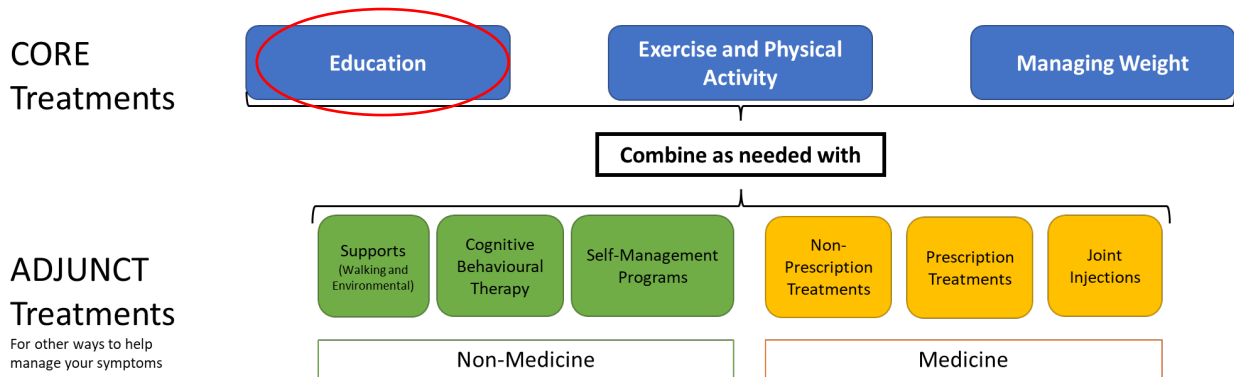 CORE
Treatments
Education
Exercise and Physical
Activity
Managing Weight
Combine as needed with
ADJUNCT
Treatments
For other ways to help
manage your symptoms
Supports
(Walking and
Environmental)
Cognitive
Behavioural
Therapy
Self-Management
Programs
Non-
Prescription
Treatments
Prescription
Treatments
Joint
Injections
Non-Medicine
Medicine